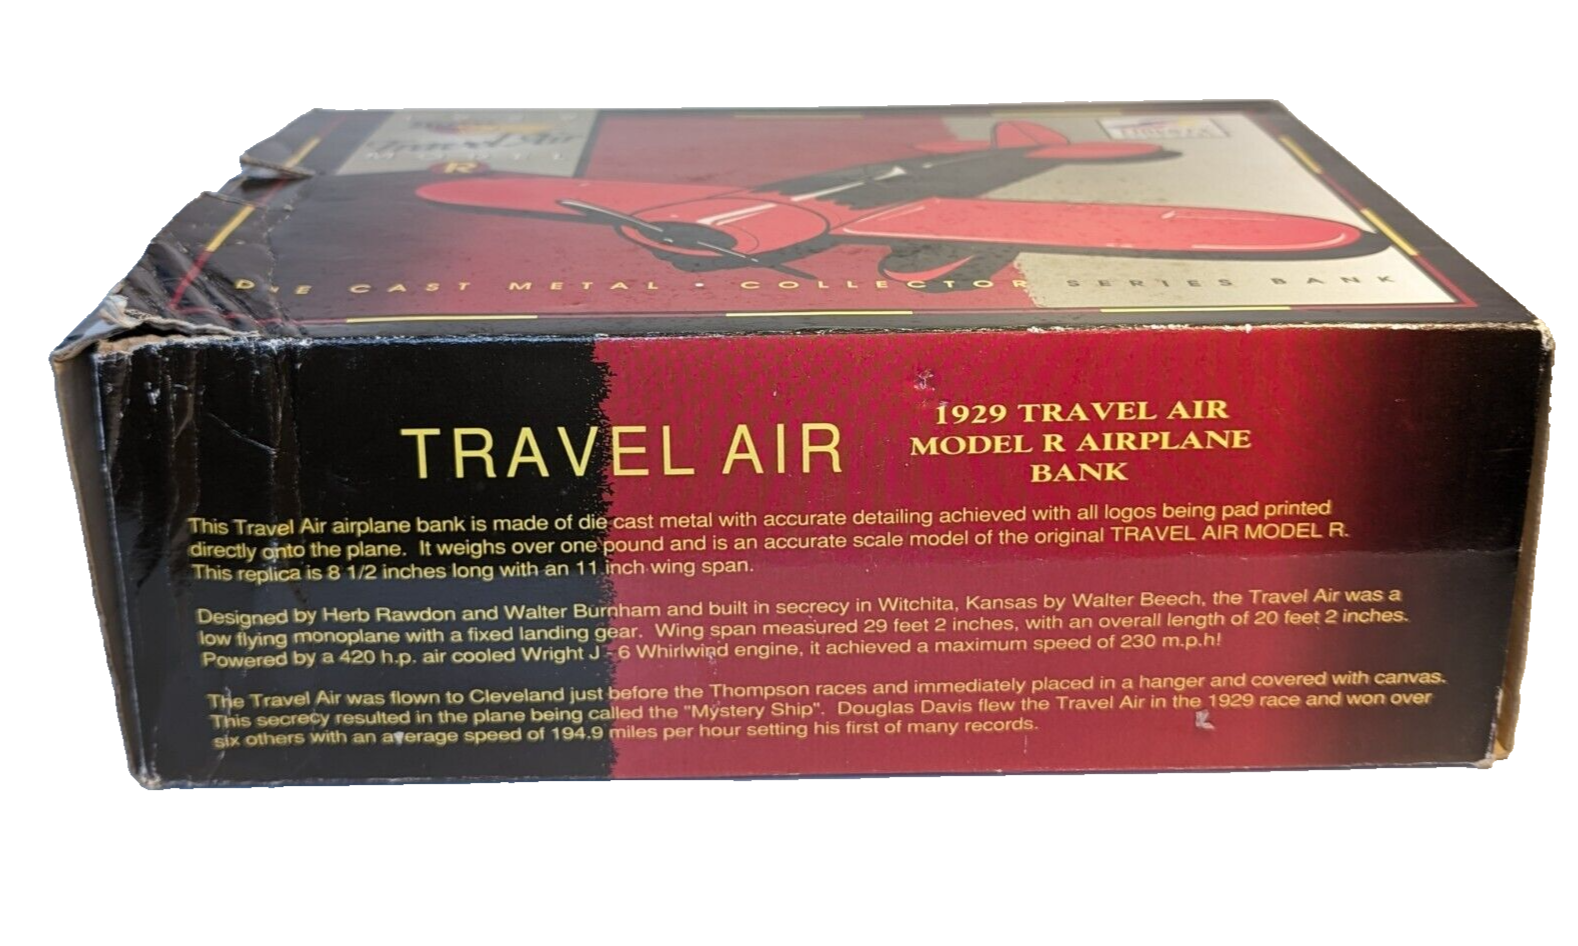 Travel Air
MODEL
R
LIBERTY
DIE CAST METAL • COLLECTOR SERIES BANK
TRAVEL AIR
1929 TRAVEL AIR
MODEL R AIRPLANE
BANK
This Travel Air airplane bank is made of die cast metal with accurate detailing achieved with all logos being pad printed
directly onto the plane. It weighs over one pound and is an accurate scale model of the original TRAVEL AIR MODEL R.
This replica is 8 1/2 inches long with an 11 inch wing span.
Designed by Herb Rawdon and Walter Burnham and built in secrecy in Witchita, Kansas by Walter Beech, the Travel Air was a
low flying monoplane with a fixed landing gear. Wing span measured 29 feet 2 inches, with an overall length of 20 feet 2 inches.
Powered by a 420 h.p. air cooled Wright J - 6 Whirlwind engine, it achieved a maximum speed of 230 m.p.h!
The Travel Air was flown to Cleveland just before the Thompson races and immediately placed in a hanger and covered with canvas.
This secrecy resulted in the plane being called the "Mystery Ship". Douglas Davis flew the Travel Air in the 1929 race and won over
six others with an average speed of 194.9 miles per hour setting his first of many records.